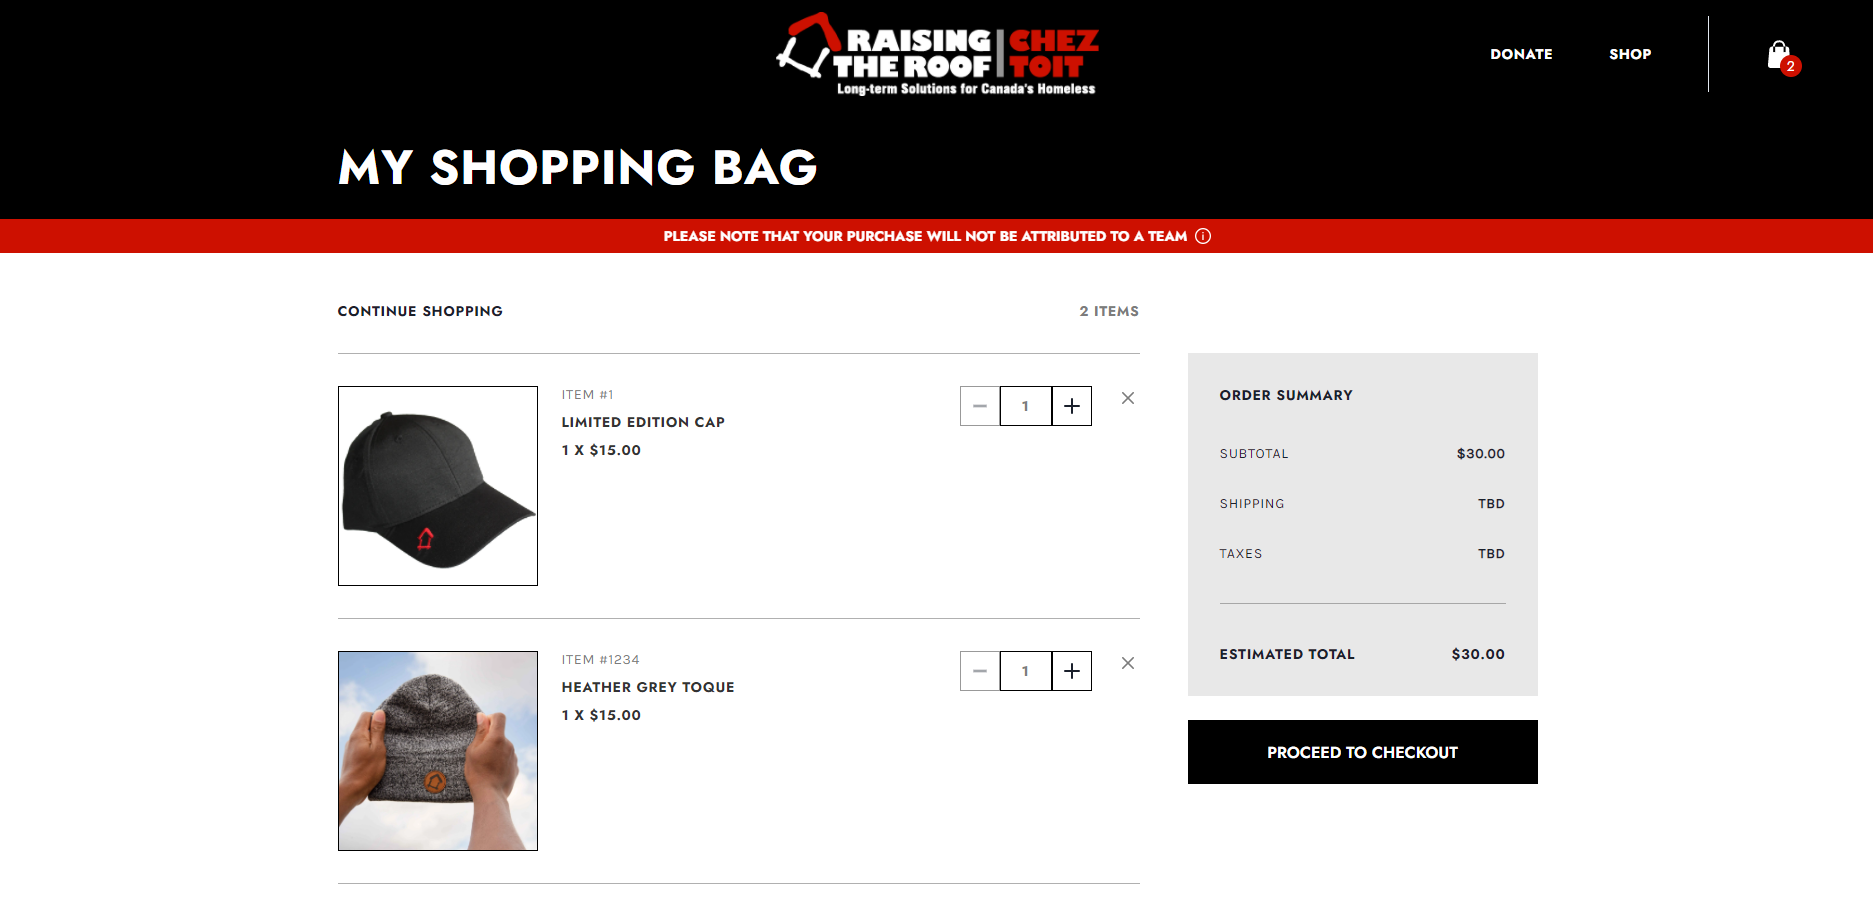 RAISING CHEZ
THE ROOF TOIT
Long-term Solutions for Canada's Homeless
DONATE
SHOP
2
MY SHOPPING BAG
PLEASE NOTE THAT YOUR PURCHASE WILL NOT BE ATTRIBUTED TO A TEAM
CONTINUE SHOPPING
2 ITEMS
ITEM #1
LIMITED EDITION CAP
1 X $15.00
1
ITEM #1234
HEATHER GREY TOQUE
1 X $15.00
1
ORDER SUMMARY
SUBTOTAL $30.00
SHIPPING TBD
TAXES TBD
ESTIMATED TOTAL $30.00
PROCEED TO CHECKOUT